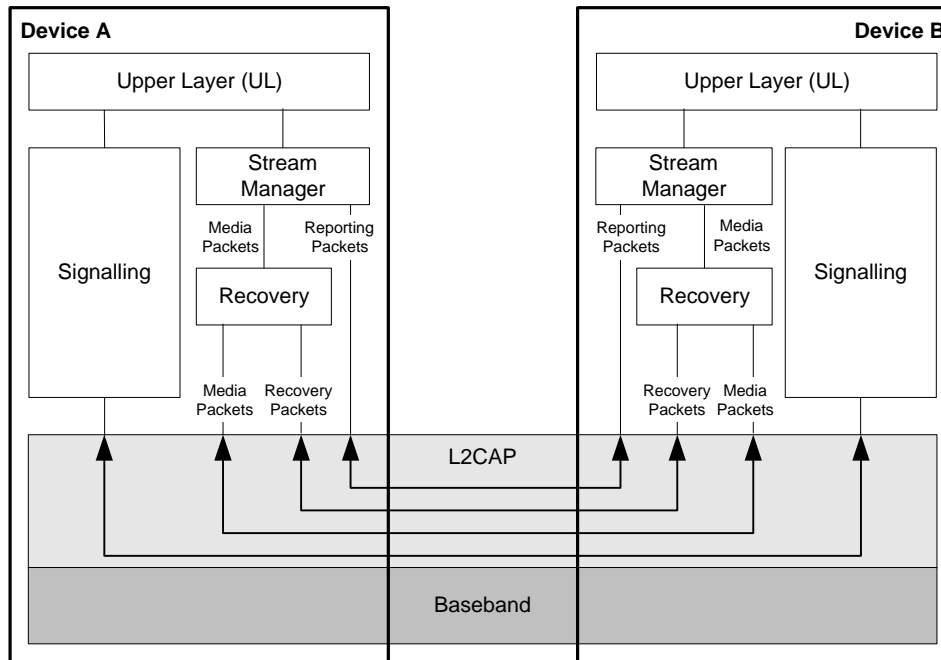 Device A
Upper Layer (UL)
Signalling
Stream
Manager
Media
Packets
Reporting
Packets
Recovery
Media
Packets
Recovery
Packets
Device B
Upper Layer (UL)
Stream
Manager
Reporting
Packets
Media
Packets
Recovery
Signalling
Recovery
Packets
Media
Packets
L2CAP
Baseband